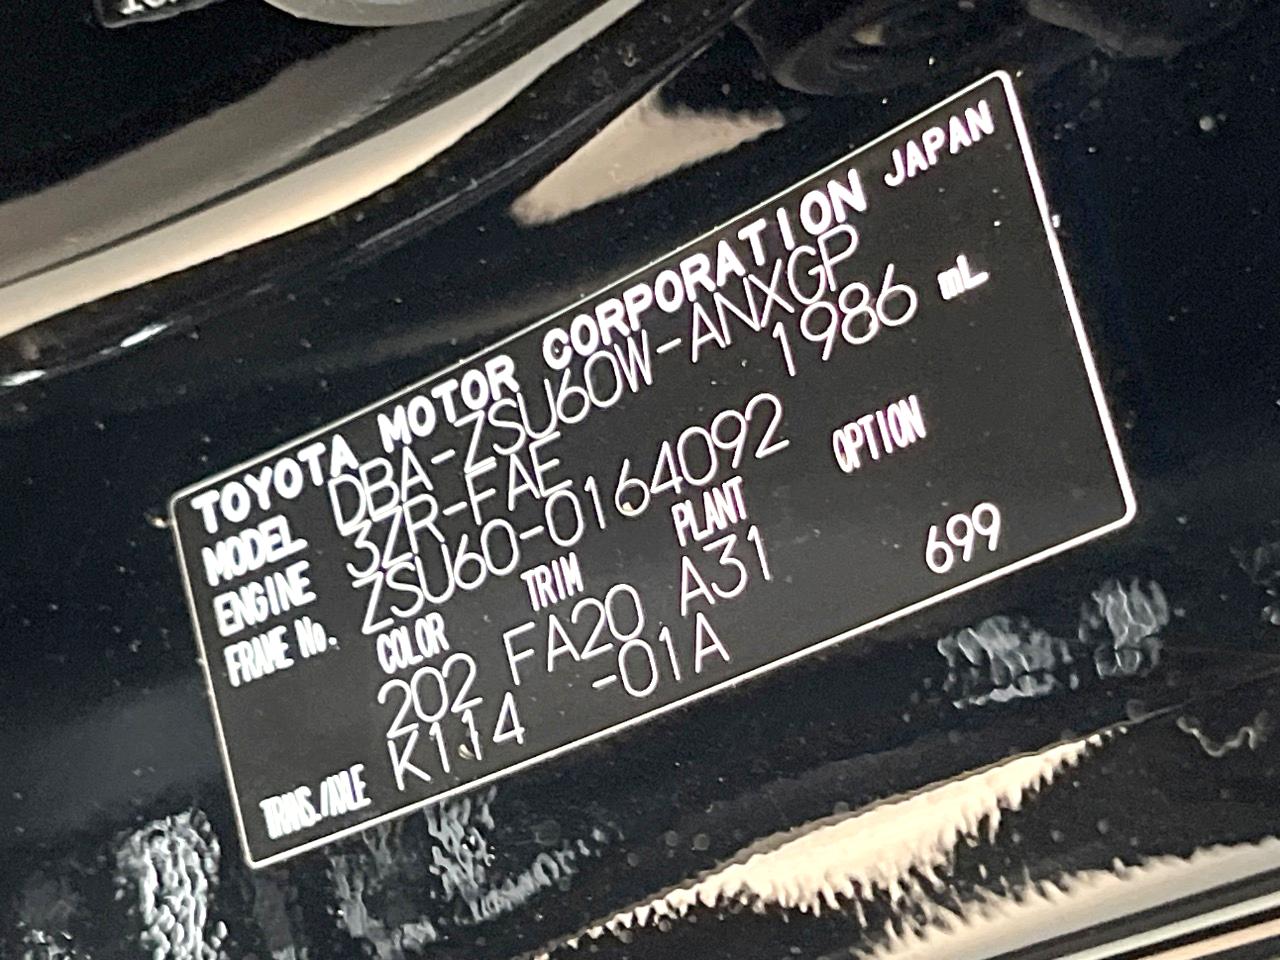 TOYOTA MOTOR CORPORATION JAPAN
MODEL DBA-ZSU60W-ANXGP
ENGINE 3ZR-FAE 1986 mL
FRAME No. ZSU60-0164092
COLOR TRIM PLANT OPTION
202 FA20 A31 699
TRNS./AXLE K114 -01A